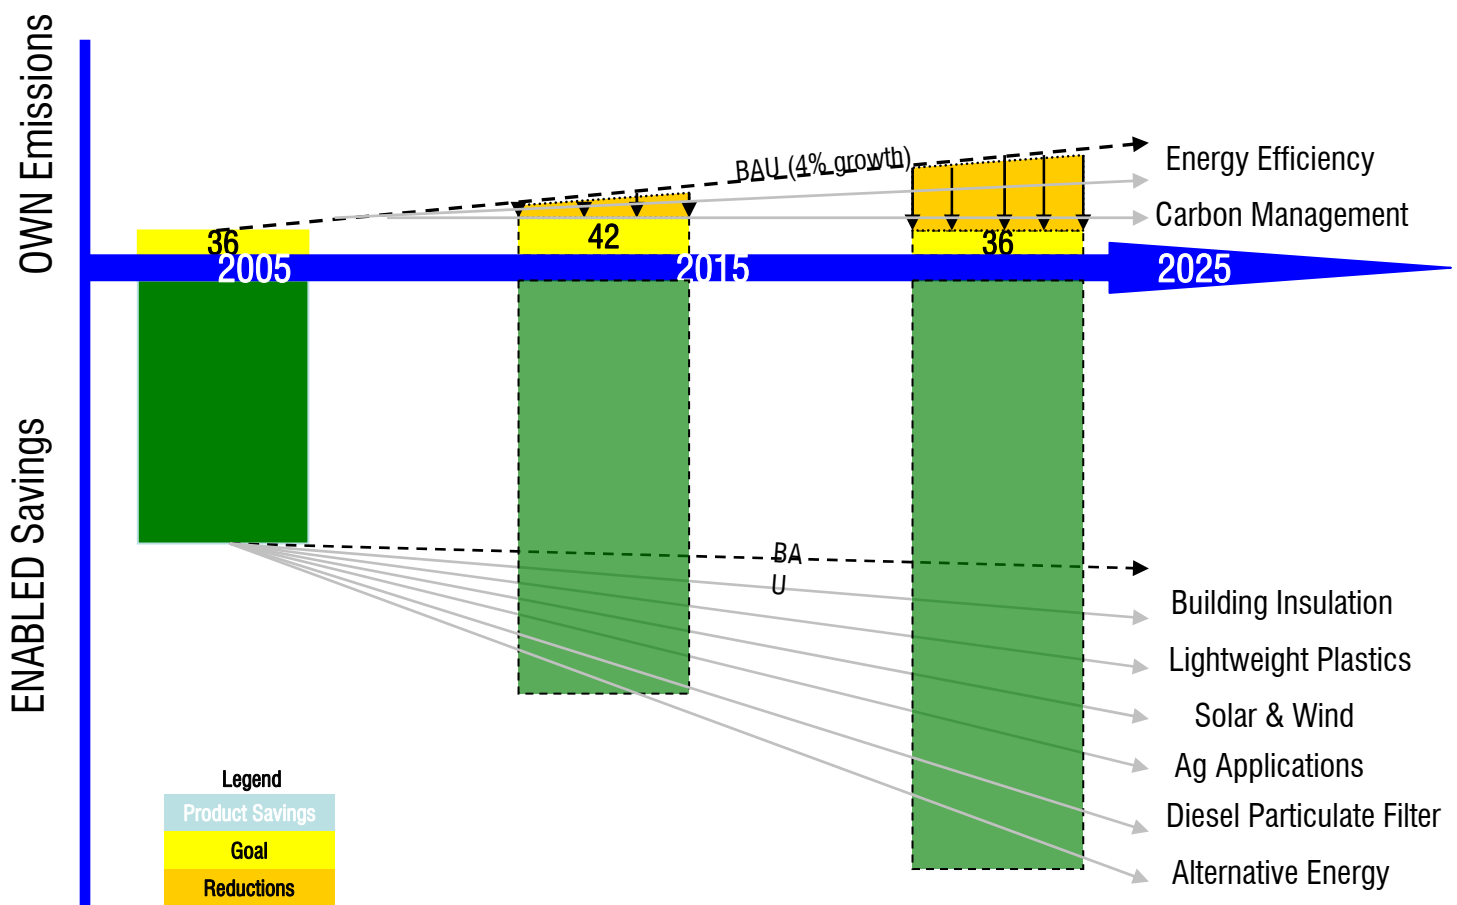 OWN Emissions
BAU (4% growth)
Energy Efficiency
Carbon Management
36
42
36
2005
2015
2025
ENABLED Savings
BA
U
Building Insulation
Lightweight Plastics
Solar & Wind
Ag Applications
Diesel Particulate Filter
Alternative Energy
Legend
Product Savings
Goal
Reductions